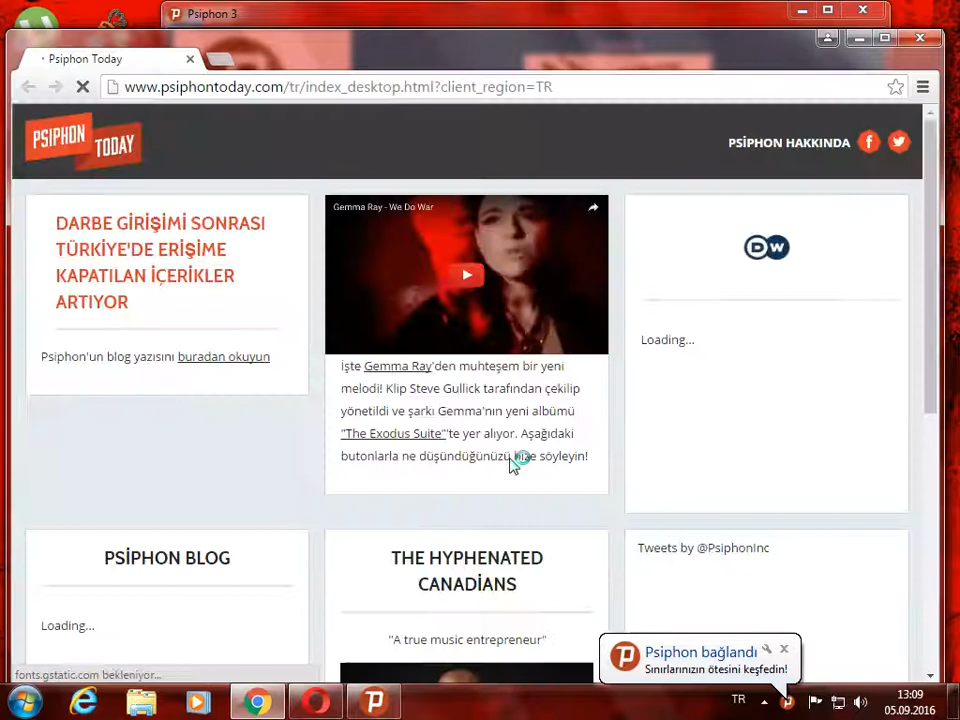 Psiphon 3
Psiphon Today
www.psiphontoday.com/tr/index_desktop.html?client_region=TR
PSIPHON
TODAY
PSİPHON HAKKINDA
DARBE GİRİŞİMİ SONRASI
TÜRKİYE'DE ERİŞİME
KAPATILAN İÇERİKLER
ARTIYOR
Psiphon'un blog yazısını buradan okuyun
Gemma Ray - We Do War
İşte Gemma Ray'den muhteşem bir yeni
melodi! Klip Steve Gullick tarafından çekilip
yönetildi ve şarkı Gemma'nın yeni albümü
"The Exodus Suite"'te yer alıyor. Aşağıdaki
butonlarla ne düşündüğünüzü bize söyleyin!
DW
Loading...
PSİPHON BLOG
Loading...
THE HYPHENATED
CANADİANS
"A true music entrepreneur"
Tweets by @PsiphonInc
Psiphon bağlandı
Sınırlarınızın ötesini keşfedin!
fonts.gstatic.com bekleniyor...
TR
13:09
05.09.2016